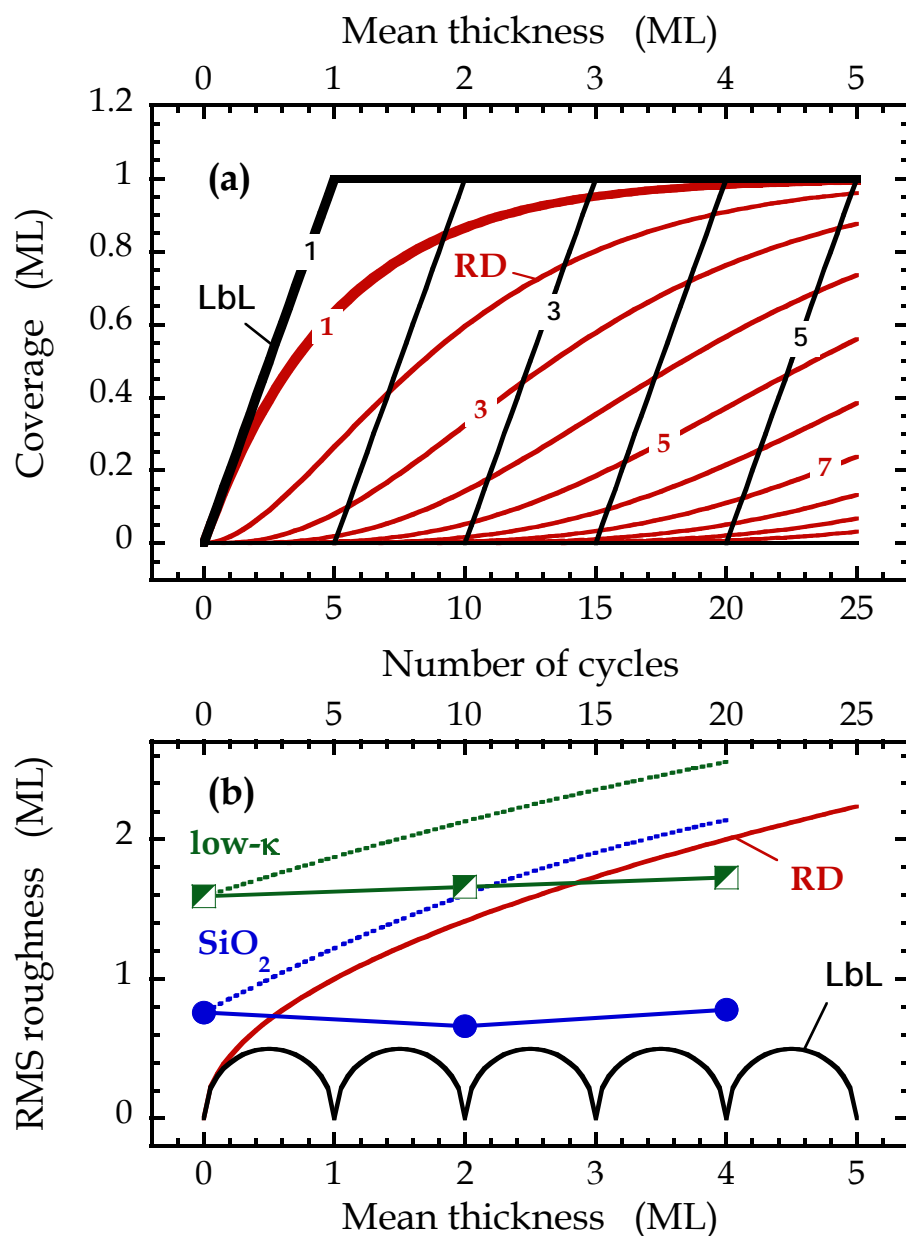 Mean thickness (ML)
0 1 2 3 4 5
1.2
1
0.8
0.6
0.4
0.2
0
Coverage (ML)
(a)
1
LbL
RD
1
3
3
5
5
7
0 5 10 15 20 25
Number of cycles
0 5 10 15 20 25
2
1
0
RMS roughness (ML)
(b)
low-κ
RD
SiO2
LbL
0 1 2 3 4 5
Mean thickness (ML)